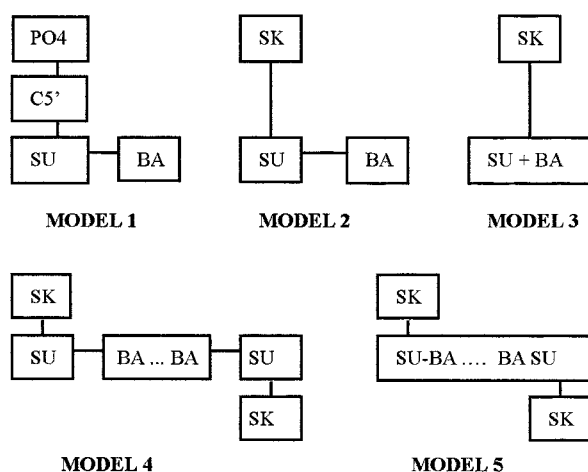 PO4
C5’
SU
BA
MODEL 1
SK
SU
BA
MODEL 2
SK
SU + BA
MODEL 3
SK
SU
BA ... BA
SU
SK
MODEL 4
SK
SU-BA .... BA SU
SK
MODEL 5